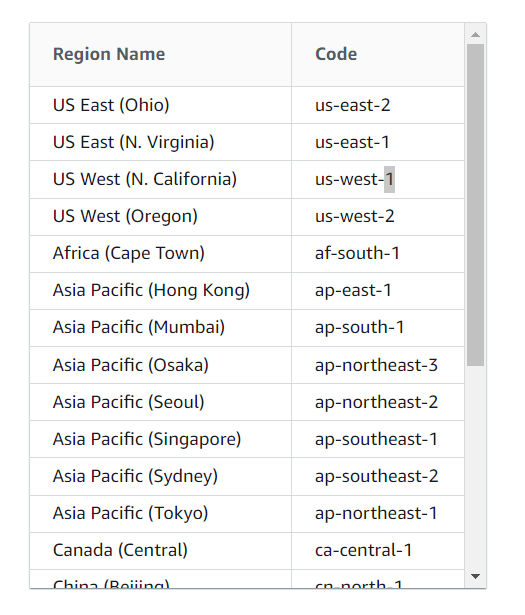 Region Name Code
US East (Ohio) us-east-2
US East (N. Virginia) us-east-1
US West (N. California) us-west-1
US West (Oregon) us-west-2
Africa (Cape Town) af-south-1
Asia Pacific (Hong Kong) ap-east-1
Asia Pacific (Mumbai) ap-south-1
Asia Pacific (Osaka) ap-northeast-3
Asia Pacific (Seoul) ap-northeast-2
Asia Pacific (Singapore) ap-southeast-1
Asia Pacific (Sydney) ap-southeast-2
Asia Pacific (Tokyo) ap-northeast-1
Canada (Central) ca-central-1
China (Beijing) cn-north-1